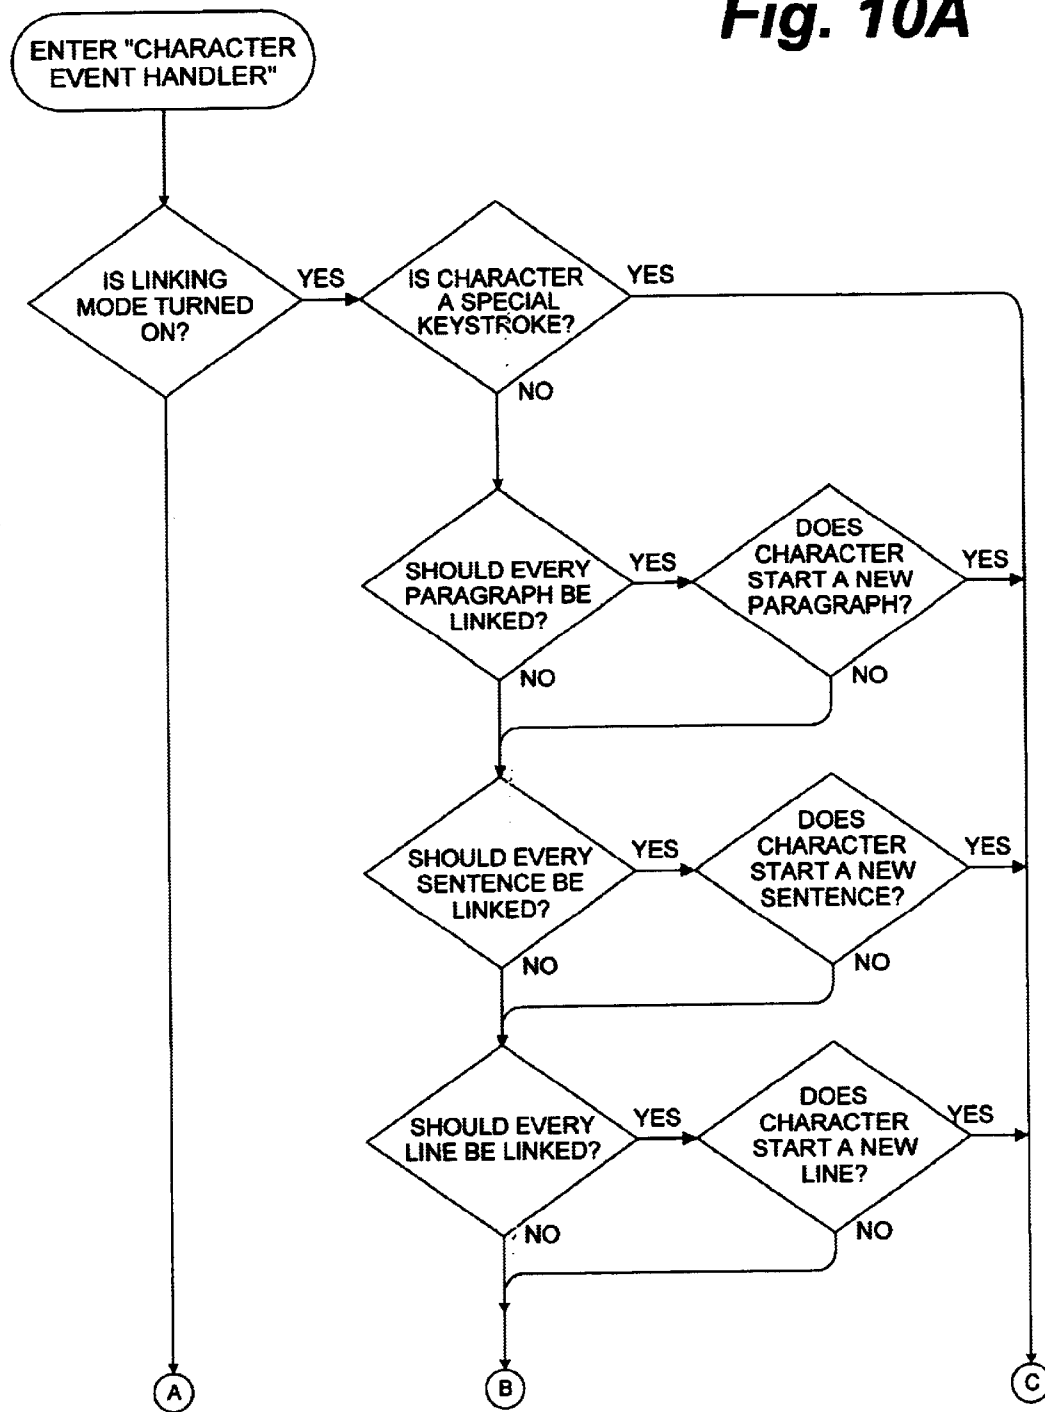 Fig. 10A
ENTER "CHARACTER
EVENT HANDLER"
IS LINKING
MODE TURNED
ON?
YES
IS CHARACTER
A SPECIAL
KEYSTROKE?
YES
NO
SHOULD EVERY
PARAGRAPH BE
LINKED?
YES
DOES
CHARACTER
START A NEW
PARAGRAPH?
YES
NO
NO
SHOULD EVERY
SENTENCE BE
LINKED?
YES
DOES
CHARACTER
START A NEW
SENTENCE?
YES
NO
NO
SHOULD EVERY
LINE BE LINKED?
YES
DOES
CHARACTER
START A NEW
LINE?
YES
NO
NO
A
B
C